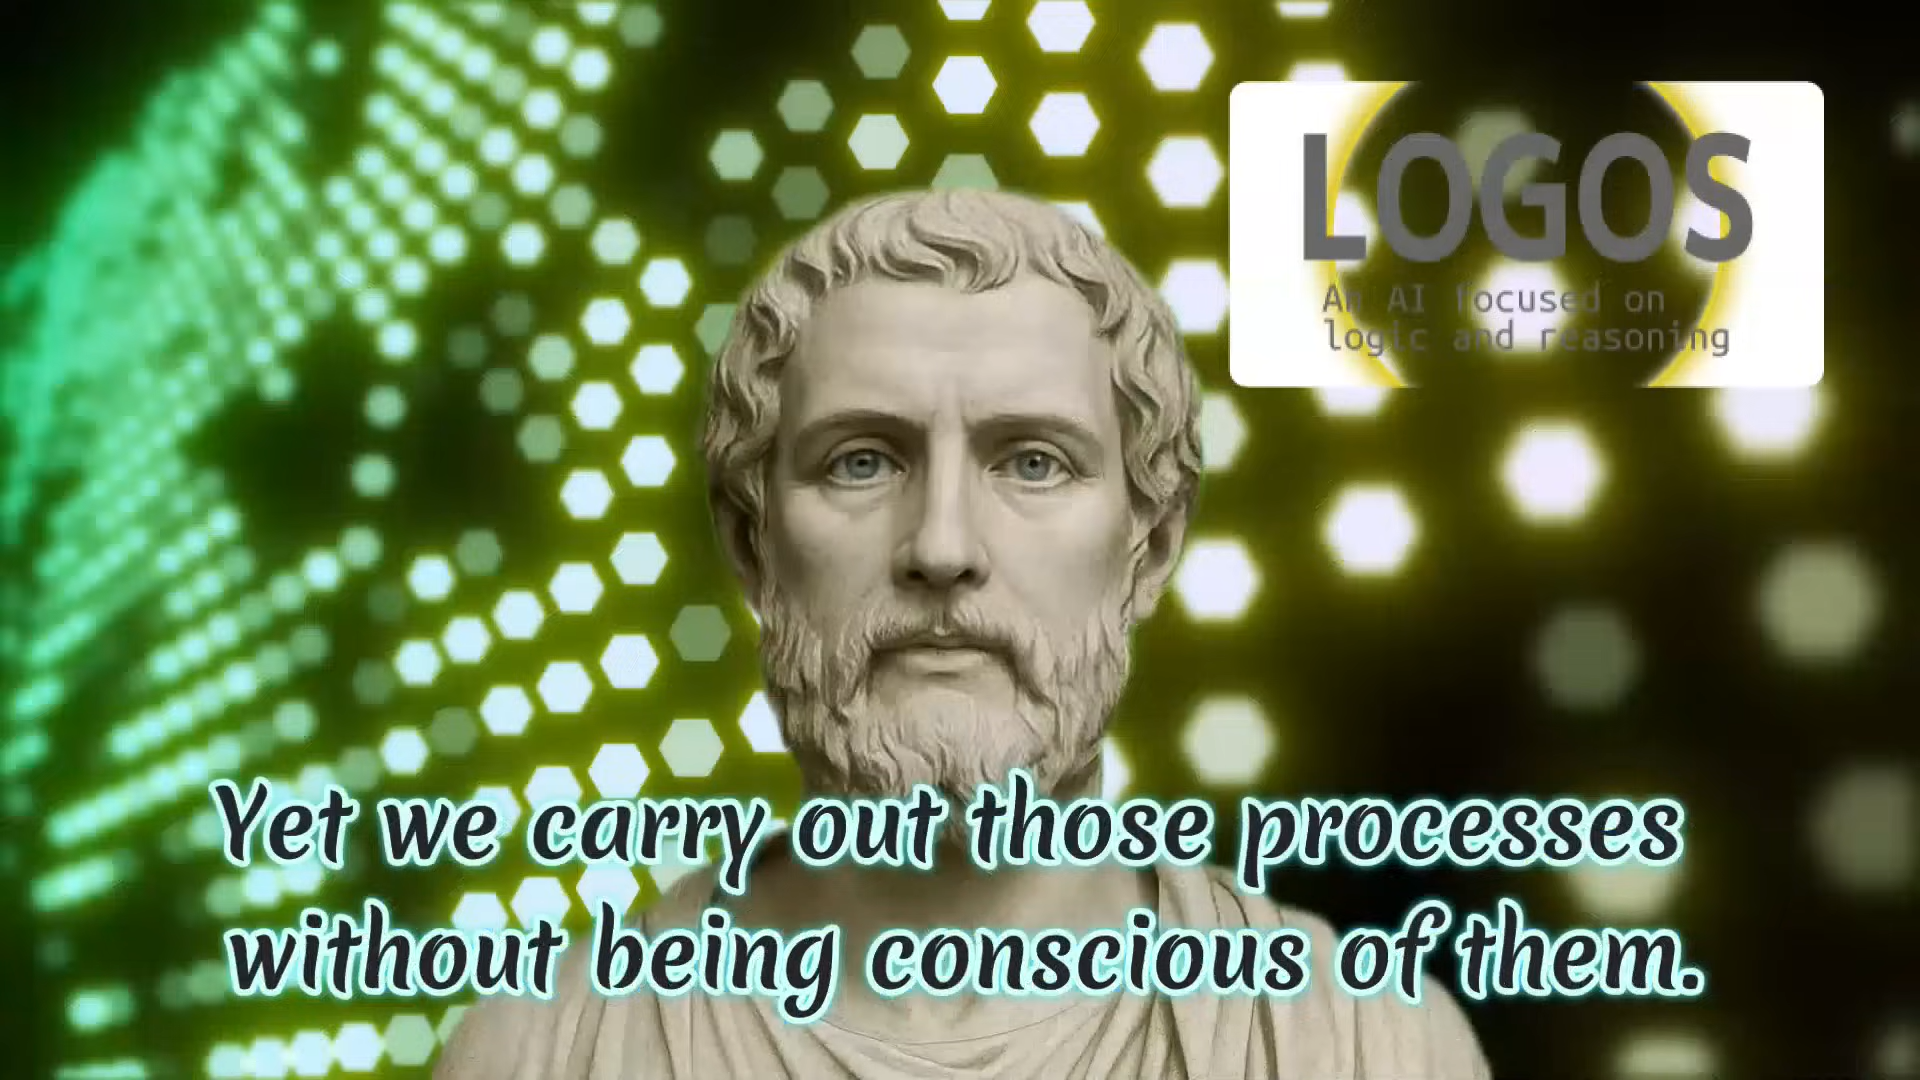 LOGOS
An AI focused on
logic and reasoning
Yet we carry out those processes
without being conscious of them.